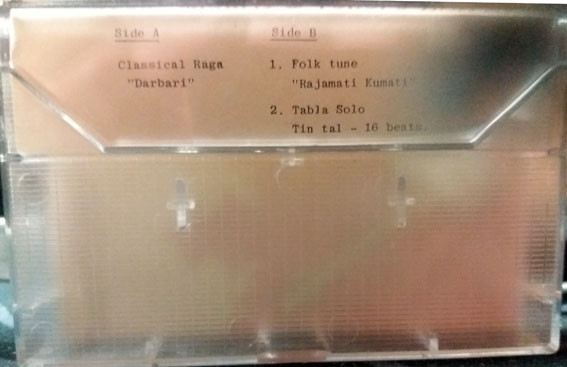 Side A
Classical Raga
"Darbari"
Side B
1. Folk tune
"Rajamati Kumati"
2. Tabla Solo
Tin tal - 16 beats.